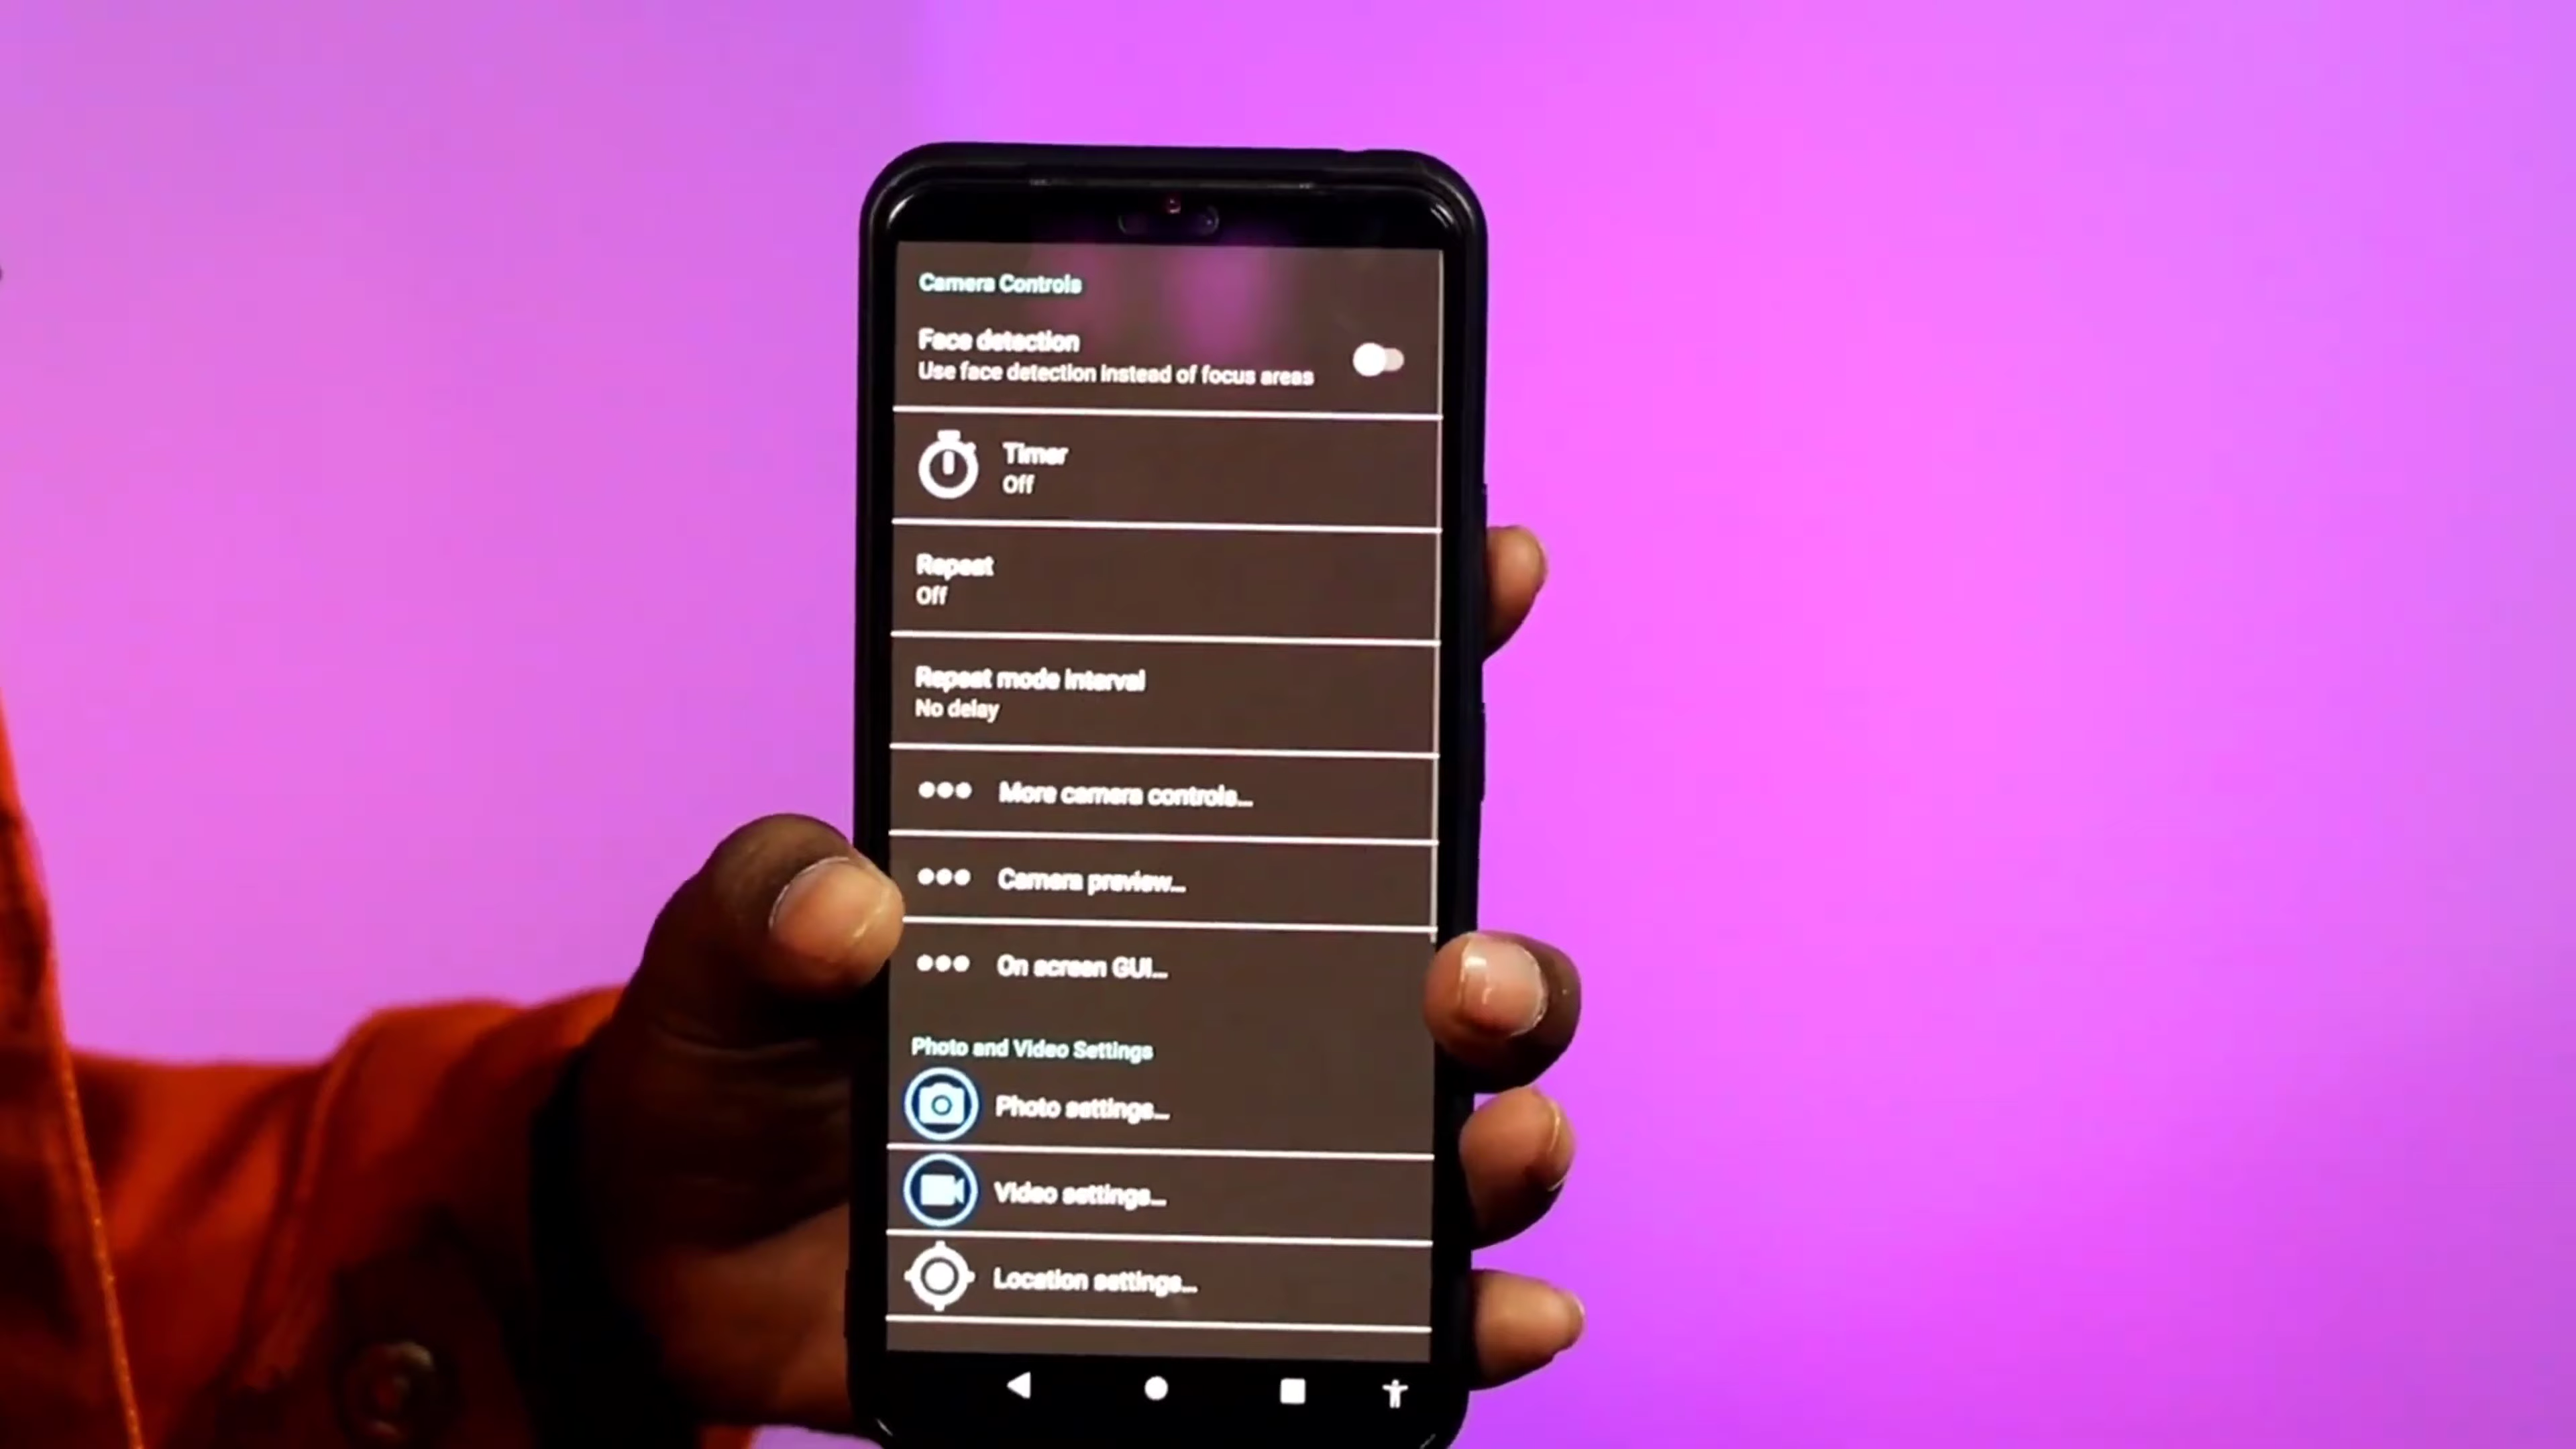 Camera Controls
Face detection
Use face detection instead of focus areas
Timer
Off
Repeat
Off
Repeat mode interval
No delay
More camera controls...
Camera preview...
On screen GUI...
Photo and Video Settings
Photo settings...
Video settings...
Location settings...